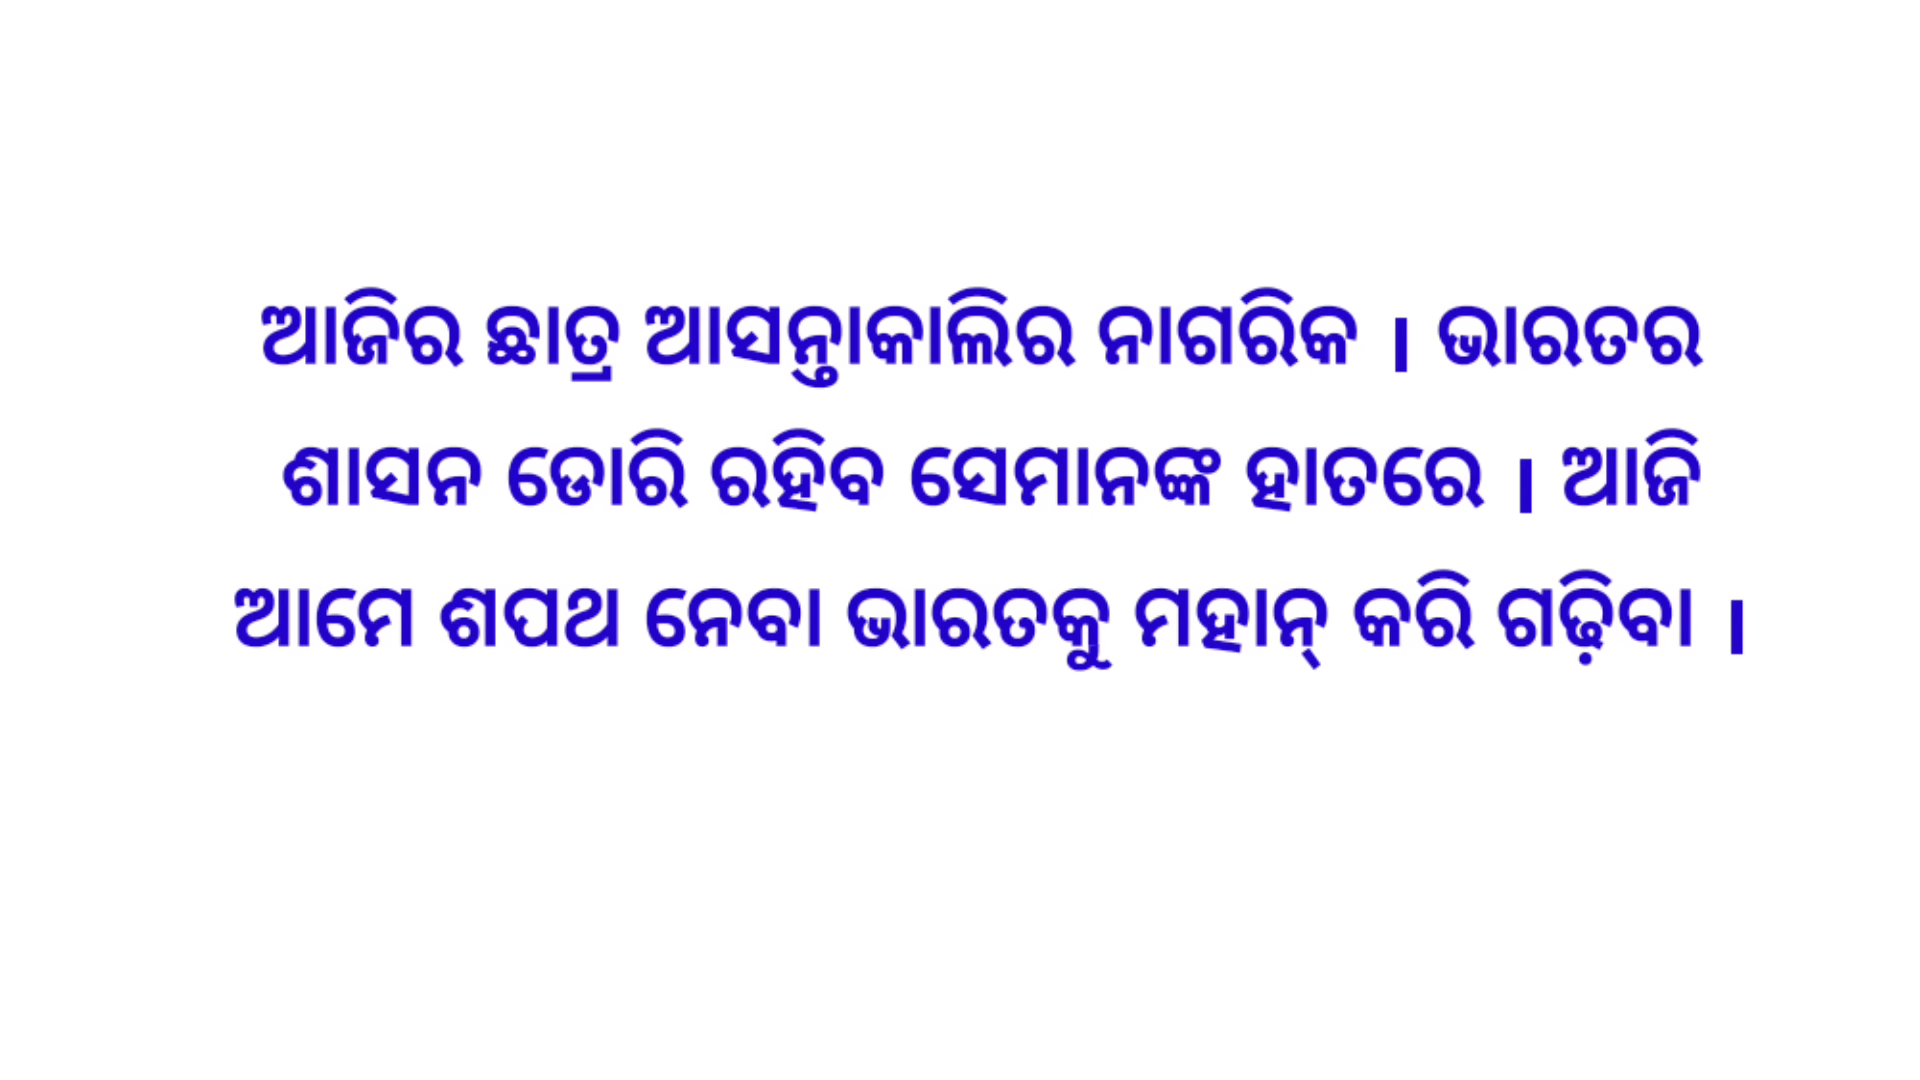 ଆଜିର ଛାତ୍ର ଆସନ୍ତାକାଲିର ନାଗରିକ । ଭାରତର
ଶାସନ ଡୋରି ରହିବ ସେମାନଙ୍କ ହାତରେ । ଆଜି
ଆମେ ଶପଥ ନେବା ଭାରତକୁ ମହାନ୍ କରି ଗଢ଼ିବା ।